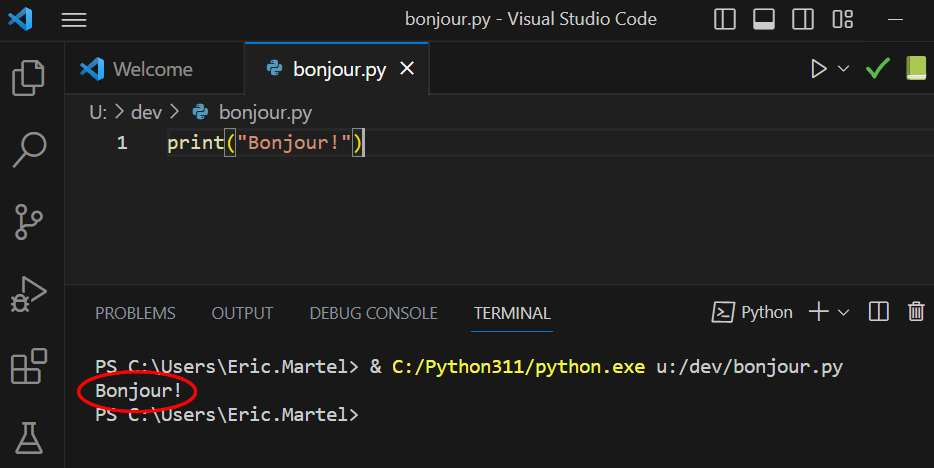 bonjour.py - Visual Studio Code
Welcome
bonjour.py
U: > dev > bonjour.py
1 print("Bonjour!")
PROBLEMS OUTPUT DEBUG CONSOLE TERMINAL Python
PS C:\Users\Eric.Martel> & C:/Python311/python.exe u:/dev/bonjour.py
Bonjour!
PS C:\Users\Eric.Martel>